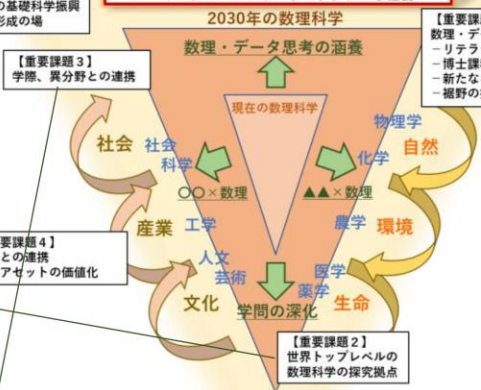 の基礎科学振興
形成の場
2030年の数理科学
数理・データ思考の涵養
【重要課題３】
学際、異分野との連携
【重要課題
数理・デー
－リテラ
－博士課
－新たな
－裾野の
現在の数理科学
物理学
社会
社会
科学
化学
自然
○○×数理
▲▲×数理
産業
工学
農学
環境
要課題４】
との連携
アセットの価値化
人文
芸術
医学
薬学
文化
学問の深化
生命
【重要課題２】
世界トップレベルの
数理科学の探究拠点